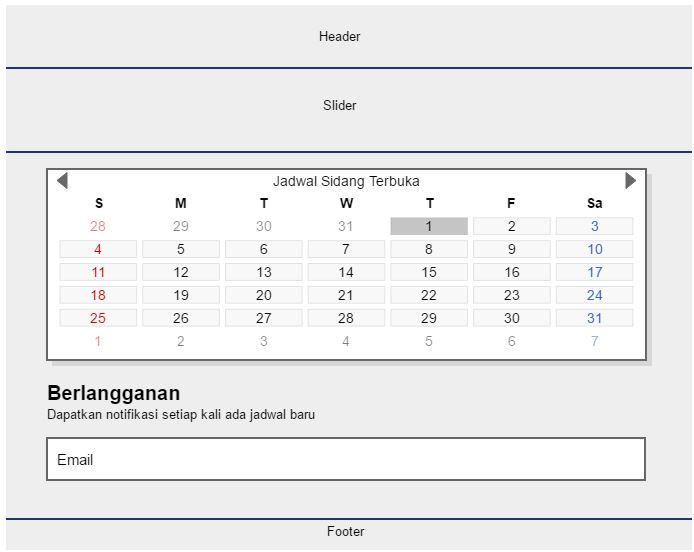 Header
Slider
Jadwal Sidang Terbuka
S M T W T F Sa
28 29 30 31 1 2 3
4 5 6 7 8 9 10
11 12 13 14 15 16 17
18 19 20 21 22 23 24
25 26 27 28 29 30 31
1 2 3 4 5 6 7
Berlangganan
Dapatkan notifikasi setiap kali ada jadwal baru
Email
Footer